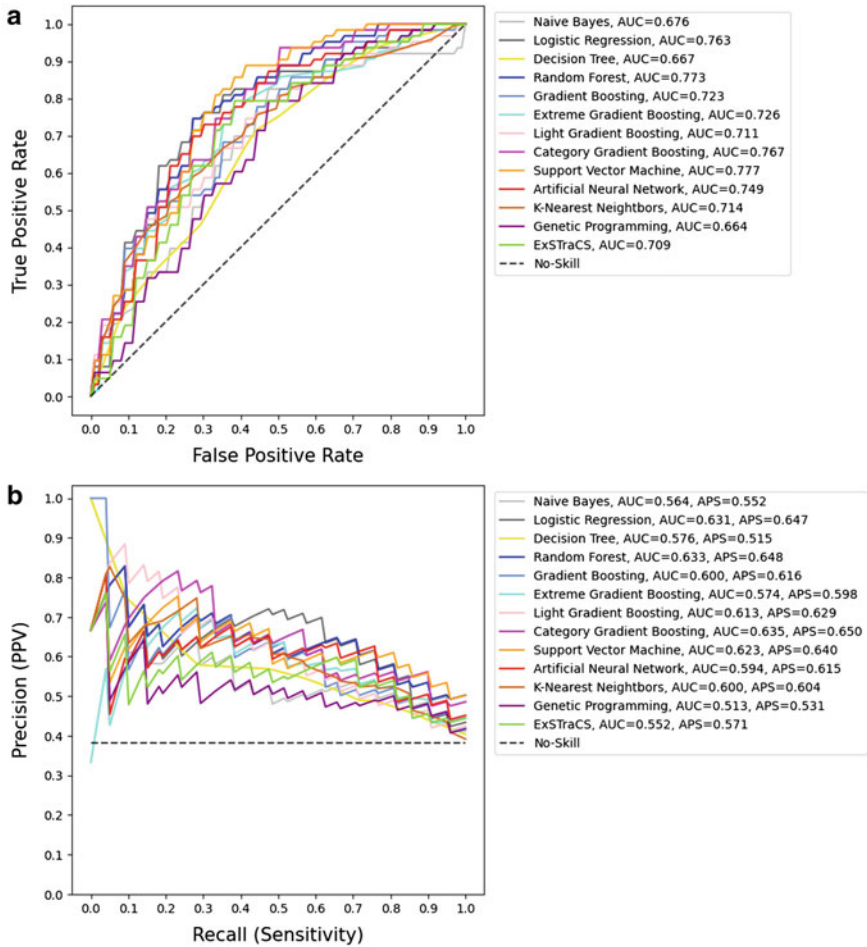 a
1.0
0.9
0.8
0.7
0.6
0.5
0.4
0.3
0.2
0.1
0.0
True Positive Rate
0.0 0.1 0.2 0.3 0.4 0.5 0.6 0.7 0.8 0.9 1.0
False Positive Rate
Naive Bayes, AUC=0.676
Logistic Regression, AUC=0.763
Decision Tree, AUC=0.667
Random Forest, AUC=0.773
Gradient Boosting, AUC=0.723
Extreme Gradient Boosting, AUC=0.726
Light Gradient Boosting, AUC=0.711
Category Gradient Boosting, AUC=0.767
Support Vector Machine, AUC=0.777
Artificial Neural Network, AUC=0.749
K-Nearest Neightbors, AUC=0.714
Genetic Programming, AUC=0.664
ExSTraCS, AUC=0.709
No-Skill
b
1.0
0.9
0.8
0.7
0.6
0.5
0.4
0.3
0.2
0.1
0.0
Precision (PPV)
0.0 0.1 0.2 0.3 0.4 0.5 0.6 0.7 0.8 0.9 1.0
Recall (Sensitivity)
Naive Bayes, AUC=0.564, APS=0.552
Logistic Regression, AUC=0.631, APS=0.647
Decision Tree, AUC=0.576, APS=0.515
Random Forest, AUC=0.633, APS=0.648
Gradient Boosting, AUC=0.600, APS=0.616
Extreme Gradient Boosting, AUC=0.574, APS=0.598
Light Gradient Boosting, AUC=0.613, APS=0.629
Category Gradient Boosting, AUC=0.635, APS=0.650
Support Vector Machine, AUC=0.623, APS=0.640
Artificial Neural Network, AUC=0.594, APS=0.615
K-Nearest Neightbors, AUC=0.600, APS=0.604
Genetic Programming, AUC=0.513, APS=0.531
ExSTraCS, AUC=0.552, APS=0.571
No-Skill